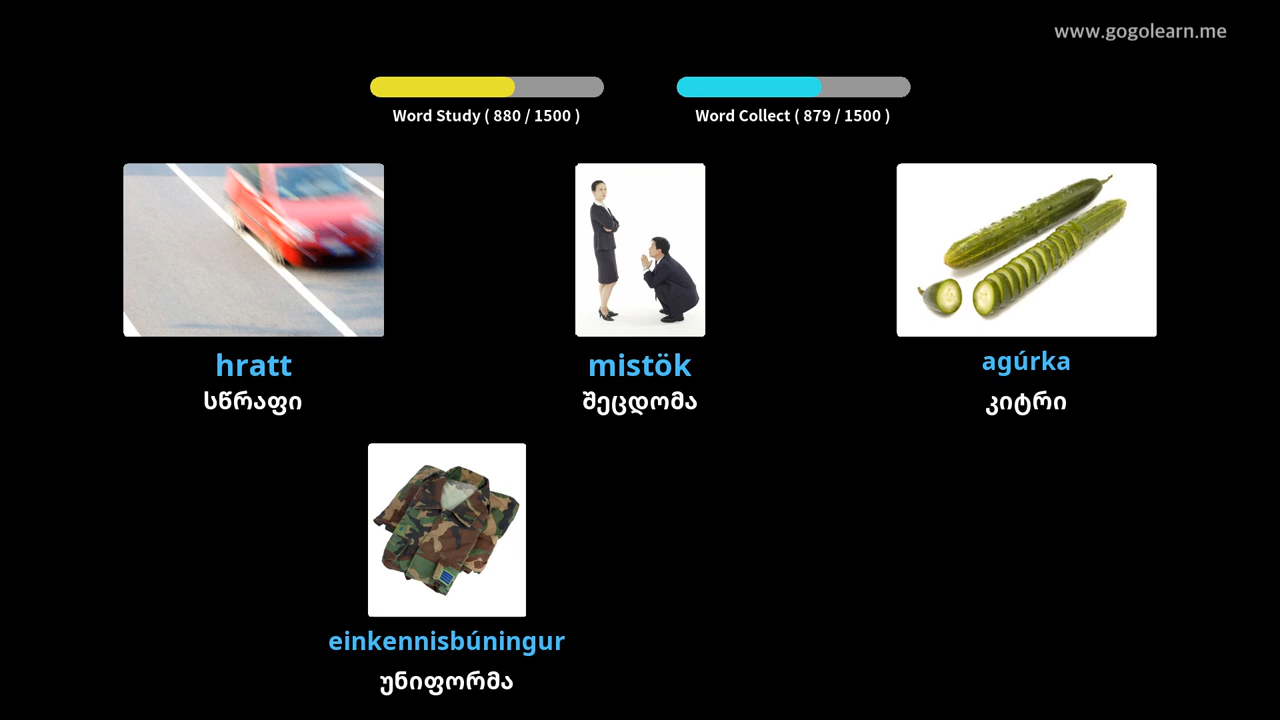 www.gogolearn.me
Word Study ( 880 / 1500 )
Word Collect ( 879 / 1500 )
hratt
სწრაფი
mistök
შეცდომა
agúrka
კიტრი
einkennisbúningur
უნიფორმა